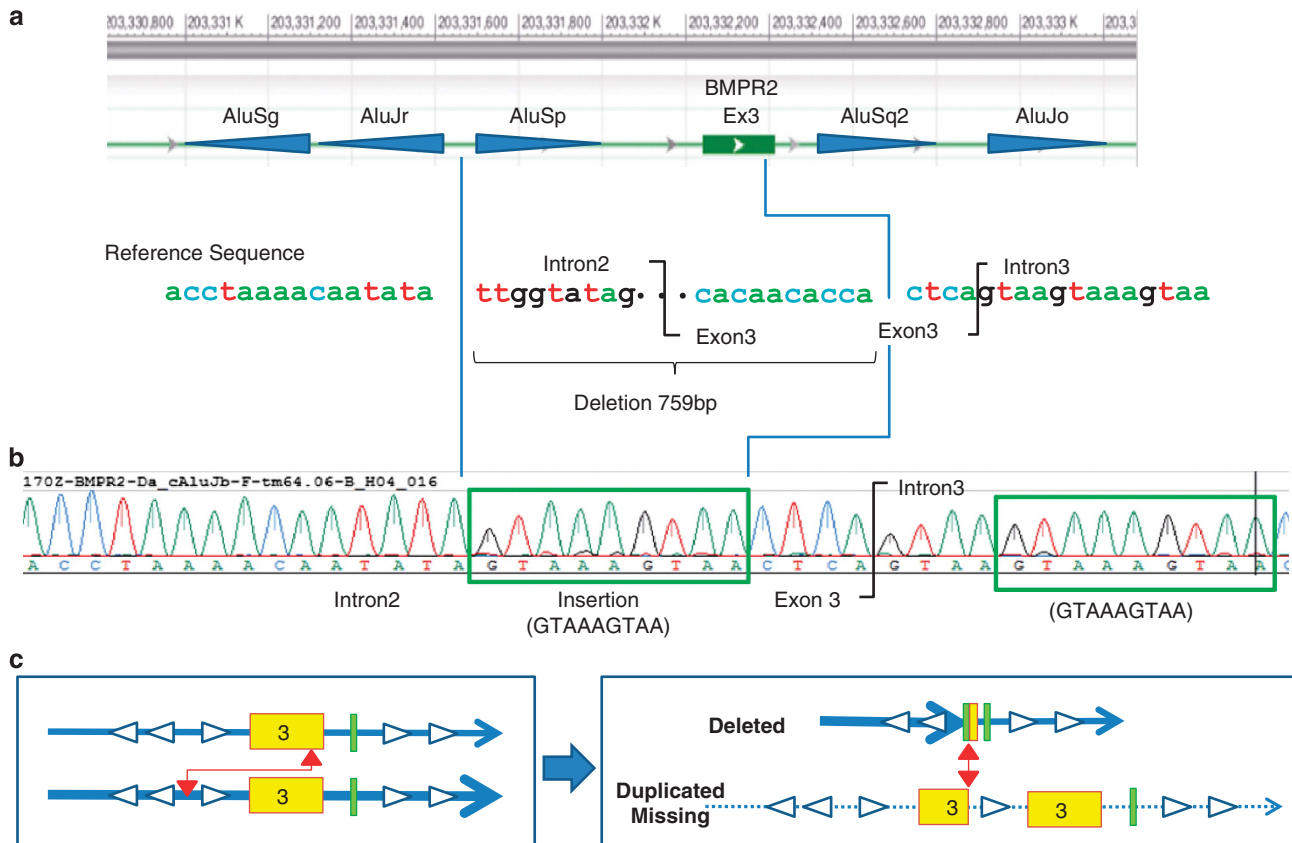 a
203,330,800 203,331 K 203,331,200 203,331,400 203,331,600 203,331,800 203,332 K 203,332,200 203,332,400 203,332,600 203,332,800 203,333 K 203,3
BMPR2
AluSg AluJr AluSp Ex3 AluSq2 AluJo
Reference Sequence
Intron2 Intron3
acctaaaacaatata ttggtatag··· cacaacacca ctcagtaagtaaagtaa
Exon3 Exon3
Deletion 759bp
b
170Z-BMPR2-Da_cAluJb-F-tm64.06-B_H04_016
Intron3
A C C T A A A A C A A T A T A G T A A A G T A A C T C A G T A A G T A A A G T A A
Intron2 Insertion Exon 3
(GTAAAGTAA) (GTAAAGTAA)
c
3
3
Deleted
Duplicated
Missing
3 3